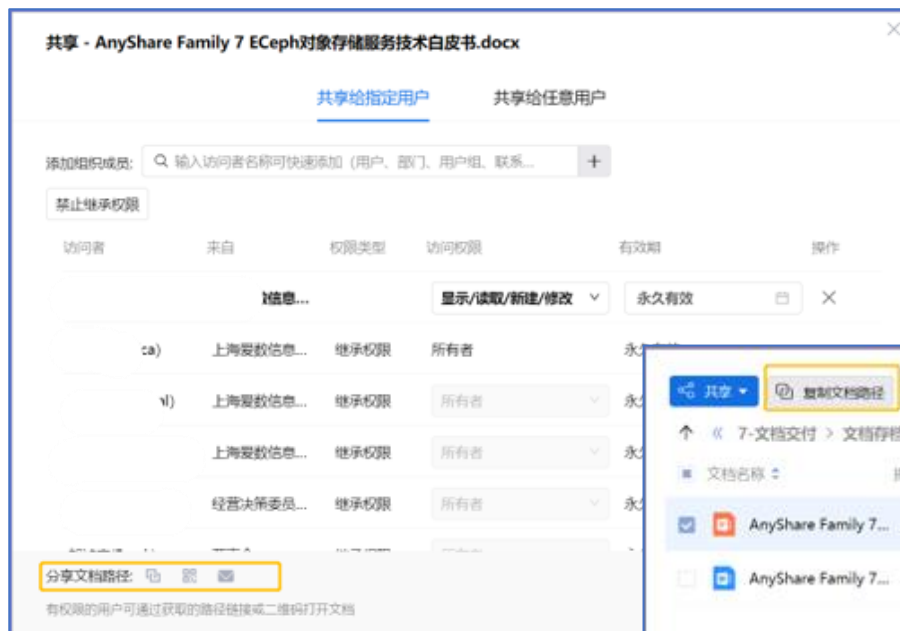 共享 - AnyShare Family 7 ECeph对象存储服务技术白皮书.docx
共享给指定用户 共享给任意用户
添加组织成员: 输入访问者名称可快速添加（用户、部门、用户组、联系...
禁止继承权限
访问者 来自 权限类型 访问权限 有效期 操作
信息... 显示/读取/新建/修改 永久有效
ca) 上海爱数信息... 继承权限 所有者
上海爱数信息... 继承权限 所有者
上海爱数信息... 继承权限 所有者
经营决策委员... 继承权限 所有者
分享文档路径:
有权限的用户可通过获取的路径链接或二维码打开文档
共享 复制文档路径
7-文档交付 > 文档存档
文档名称
AnyShare Family 7...
AnyShare Family 7...